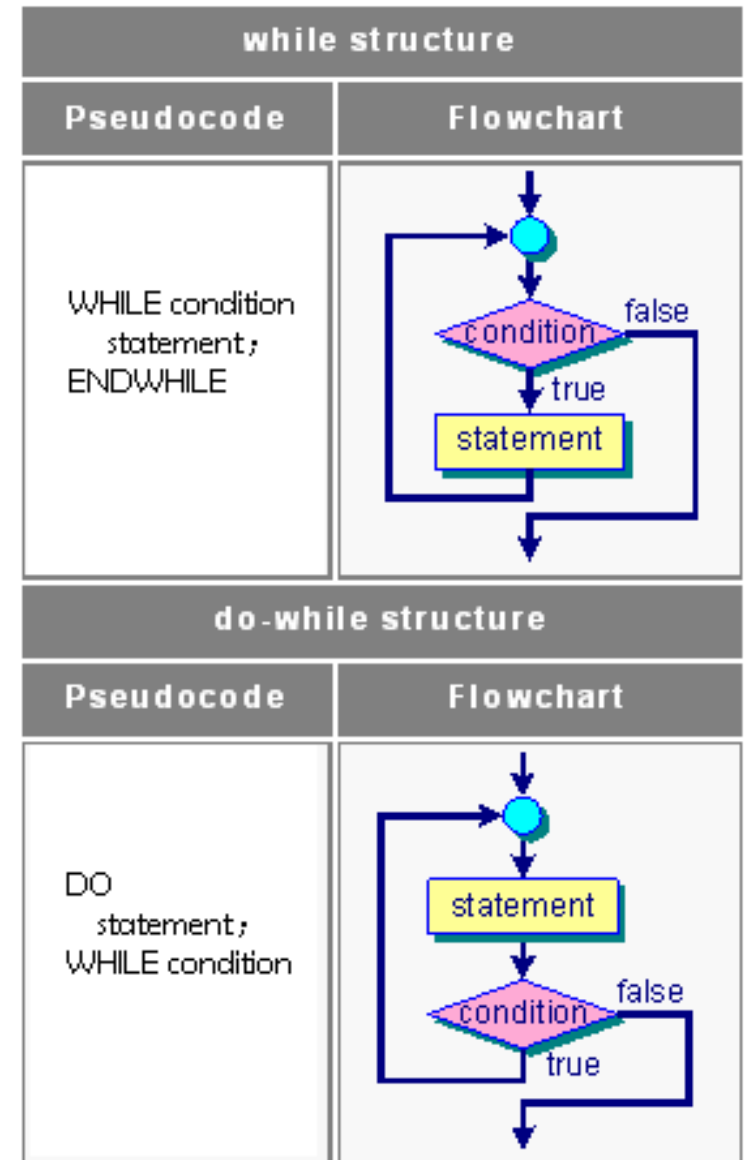 while structure
Pseudocode
Flowchart
WHILE condition
statement;
ENDWHILE
condition
false
true
statement
do-while structure
Pseudocode
Flowchart
DO
statement;
WHILE condition
statement
condition
false
true